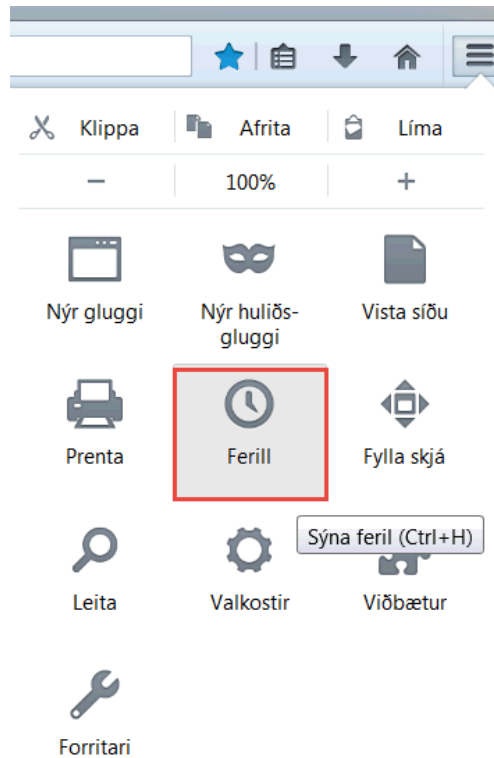 Klippa Afrita Líma
− 100% +
Nýr gluggi Nýr huliðs- Vista síðu
gluggi
Prenta Ferill Fylla skjá
Sýna feril (Ctrl+H)
Leita Valkostir Viðbætur
Forritari